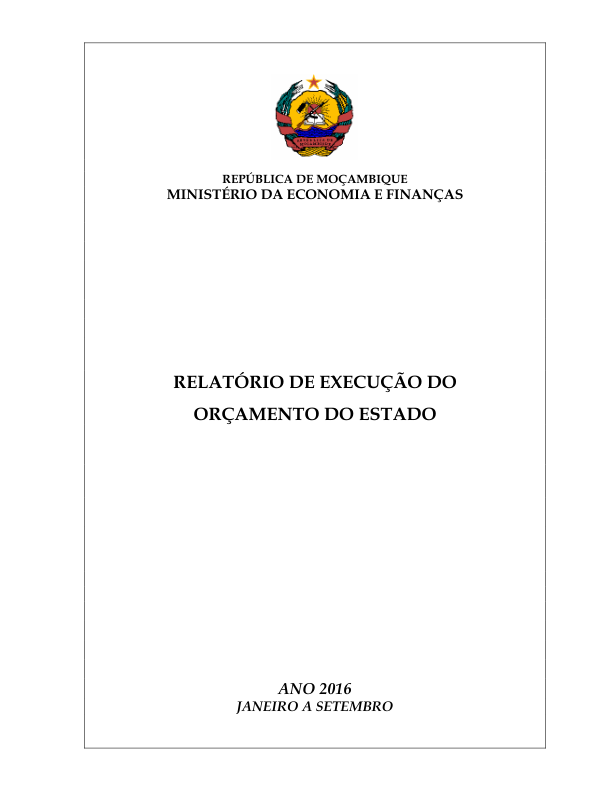 REPÚBLICA DE MOÇAMBIQUE
MINISTÉRIO DA ECONOMIA E FINANÇAS
RELATÓRIO DE EXECUÇÃO DO
ORÇAMENTO DO ESTADO
ANO 2016
JANEIRO A SETEMBRO